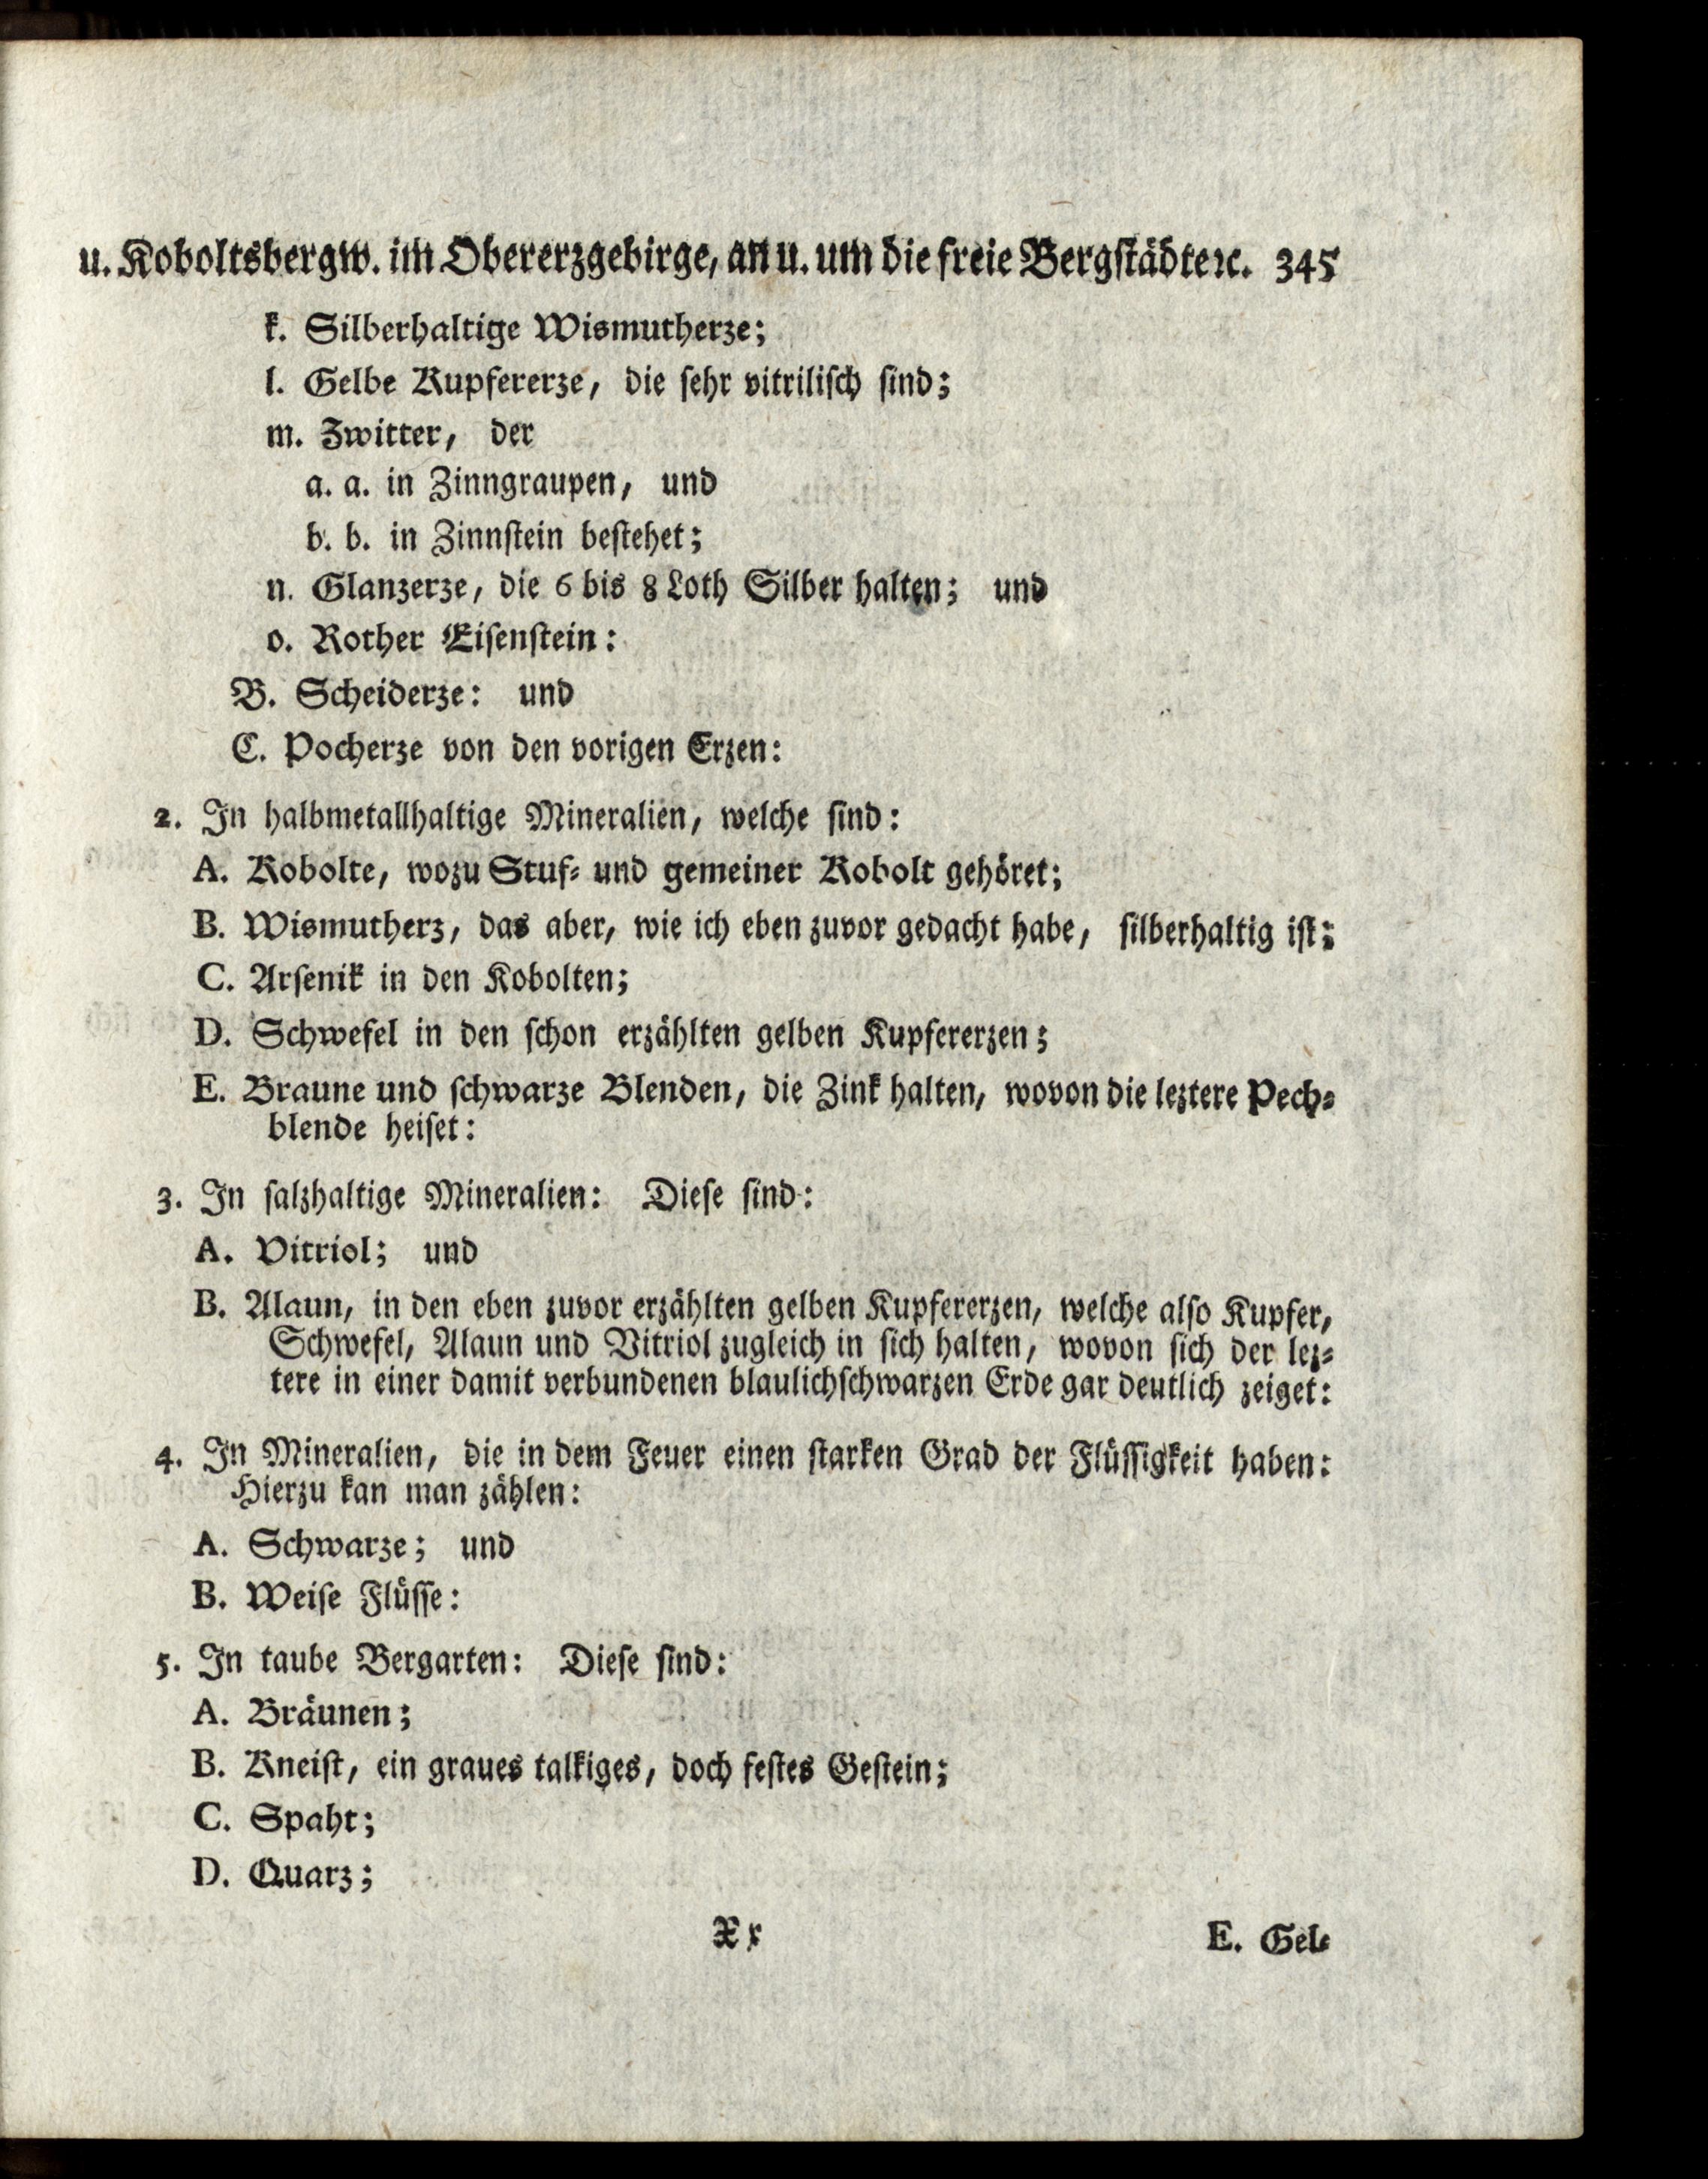 u. Koboltsbergw. im Obererzgebirge, an u. um die freie Bergstädte ꝛc. 345
k. Silberhaltige Wismutherze;
l. Gelbe Kupfererze, die sehr vitrilisch sind;
m. Zwitter, der
a. a. in Zinngraupen, und
b. b. in Zinnstein bestehet;
n. Glanzerze, die 6 bis 8 Loth Silber halten; und
o. Rother Eisenstein:
B. Scheiderze: und
C. Pocherze von den vorigen Erzen:
2. In halbmetallhaltige Mineralien, welche sind:
A. Kobolte, wozu Stuf- und gemeiner Kobolt gehöret;
B. Wismutherz, das aber, wie ich eben zuvor gedacht habe, silberhaltig ist;
C. Arsenik in den Kobolten;
D. Schwefel in den schon erzählten gelben Kupfererzen;
E. Braune und schwarze Blenden, die Zink halten, wovon die leztere Pech-
blende heiset:
3. In salzhaltige Mineralien: Diese sind:
A. Vitriol; und
B. Alaun, in den eben zuvor erzählten gelben Kupfererzen, welche also Kupfer,
Schwefel, Alaun und Vitriol zugleich in sich halten, wovon sich der lez-
tere in einer damit verbundenen blaulichschwarzen Erde gar deutlich zeiget:
4. In Mineralien, die in dem Feuer einen starken Grad der Flüssigkeit haben:
Hierzu kan man zählen:
A. Schwarze; und
B. Weise Flüsse:
5. In taube Bergarten: Diese sind:
A. Bräunen;
B. Kneist, ein graues talkiges, doch festes Gestein;
C. Spaht;
D. Quarz;
Xx
E. Gel-